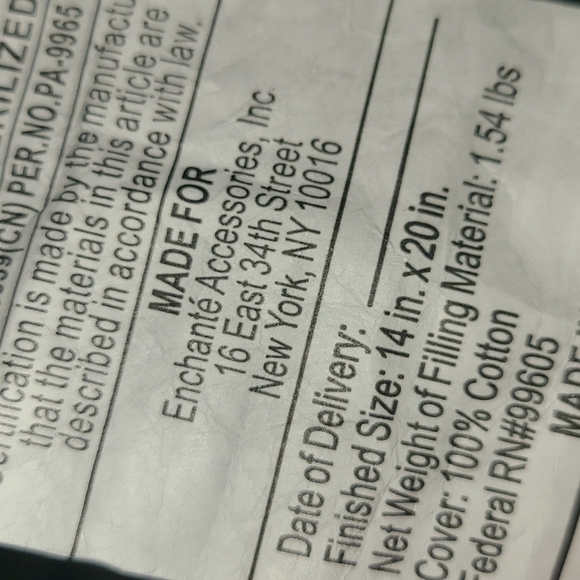 (CN) PER.NO.PA-9965
is made by the manufactu
that the materials in this article are
described in accordance with law.
MADE FOR
Enchanté Accessories, Inc.
16 East 34th Street
New York, NY 10016
Date of Delivery:
Finished Size: 14 in. x 20 in.
Net Weight of Filling Material: 1.54 lbs
Cover: 100% Cotton
Federal RN#99605
MADE